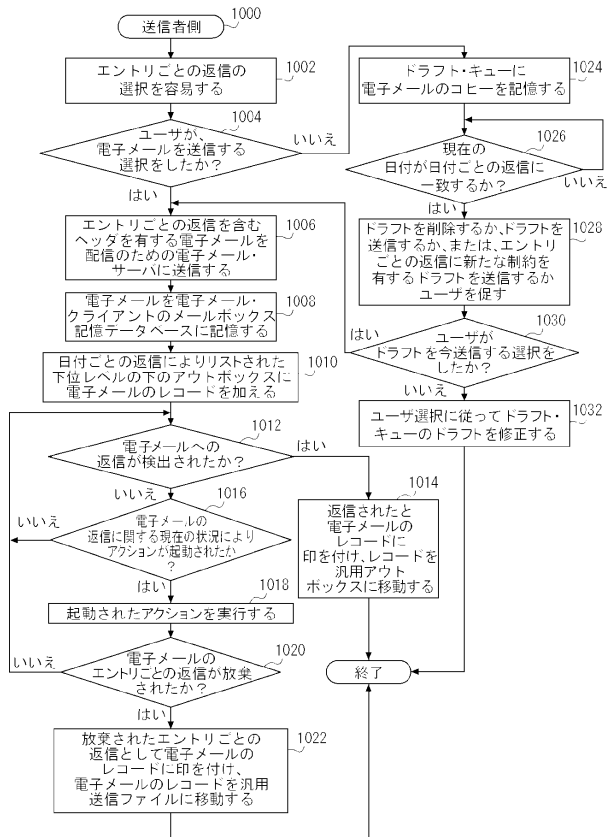 送信者側
1000
エントリごとの返信の
選択を容易する
1002
ユーザが、
電子メールを送信する
選択をしたか？
1004
いいえ
はい
エントリごとの返信を含む
ヘッダを有する電子メールを
配信のための電子メール・
サーバに送信する
1006
電子メールを電子メール・
クライアントのメールボックス
記憶データベースに記憶する
1008
日付ごとの返信によりリストされた
下位レベルの下のアウトボックスに
電子メールのレコードを加える
1010
電子メールへの
返信が検出されたか？
1012
はい
いいえ
返信されたと
電子メールの
レコードに
印を付け、レコードを
汎用アウト
ボックスに移動する
1014
電子メールの
返信に関する現在の状況により
アクションが起動されたか
？
1016
いいえ
はい
起動されたアクションを実行する
1018
電子メールの
エントリごとの返信が放棄
されたか？
1020
いいえ
はい
放棄されたエントリごとの
返信として電子メールの
レコードに印を付け、
電子メールのレコードを汎用
送信ファイルに移動する
1022
ドラフト・キューに
電子メールのコピーを記憶する
1024
現在の
日付が日付ごとの返信に
一致するか？
1026
いいえ
はい
ドラフトを削除するか、ドラフトを
送信するか、または、エントリ
ごとの返信に新たな制約を
有するドラフトを送信するか
ユーザを促す
1028
ユーザが
ドラフトを今送信する選択を
したか？
1030
はい
いいえ
ユーザ選択に従ってドラフト・
キューのドラフトを修正する
1032
終了